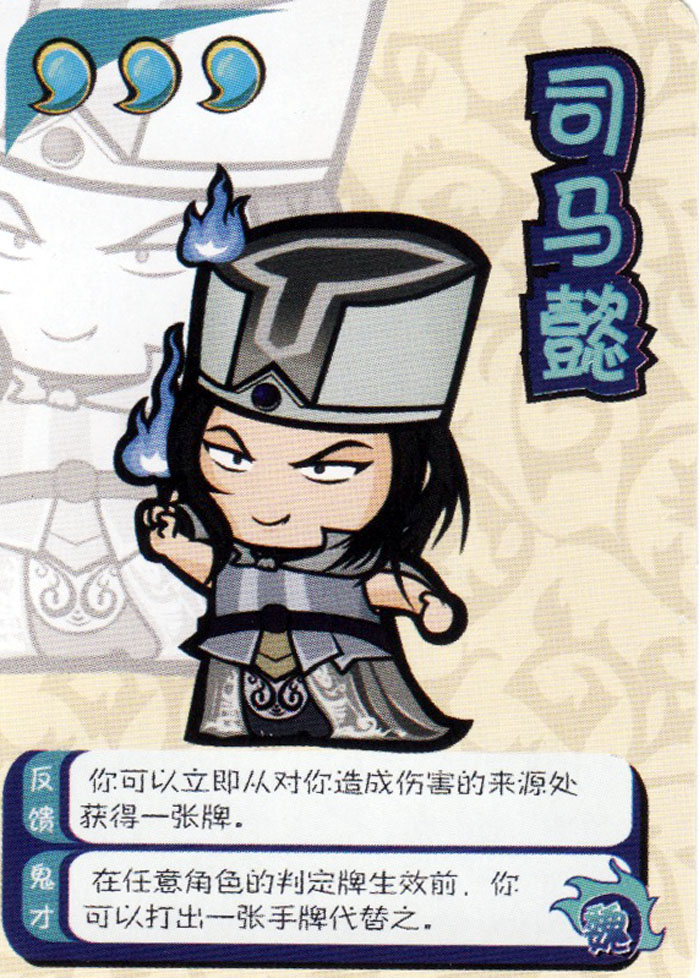 司马懿
反馈
你可以立即从对你造成伤害的来源处
获得一张牌。
鬼才
在任意角色的判定牌生效前,你
可以打出一张手牌代替之。
魏